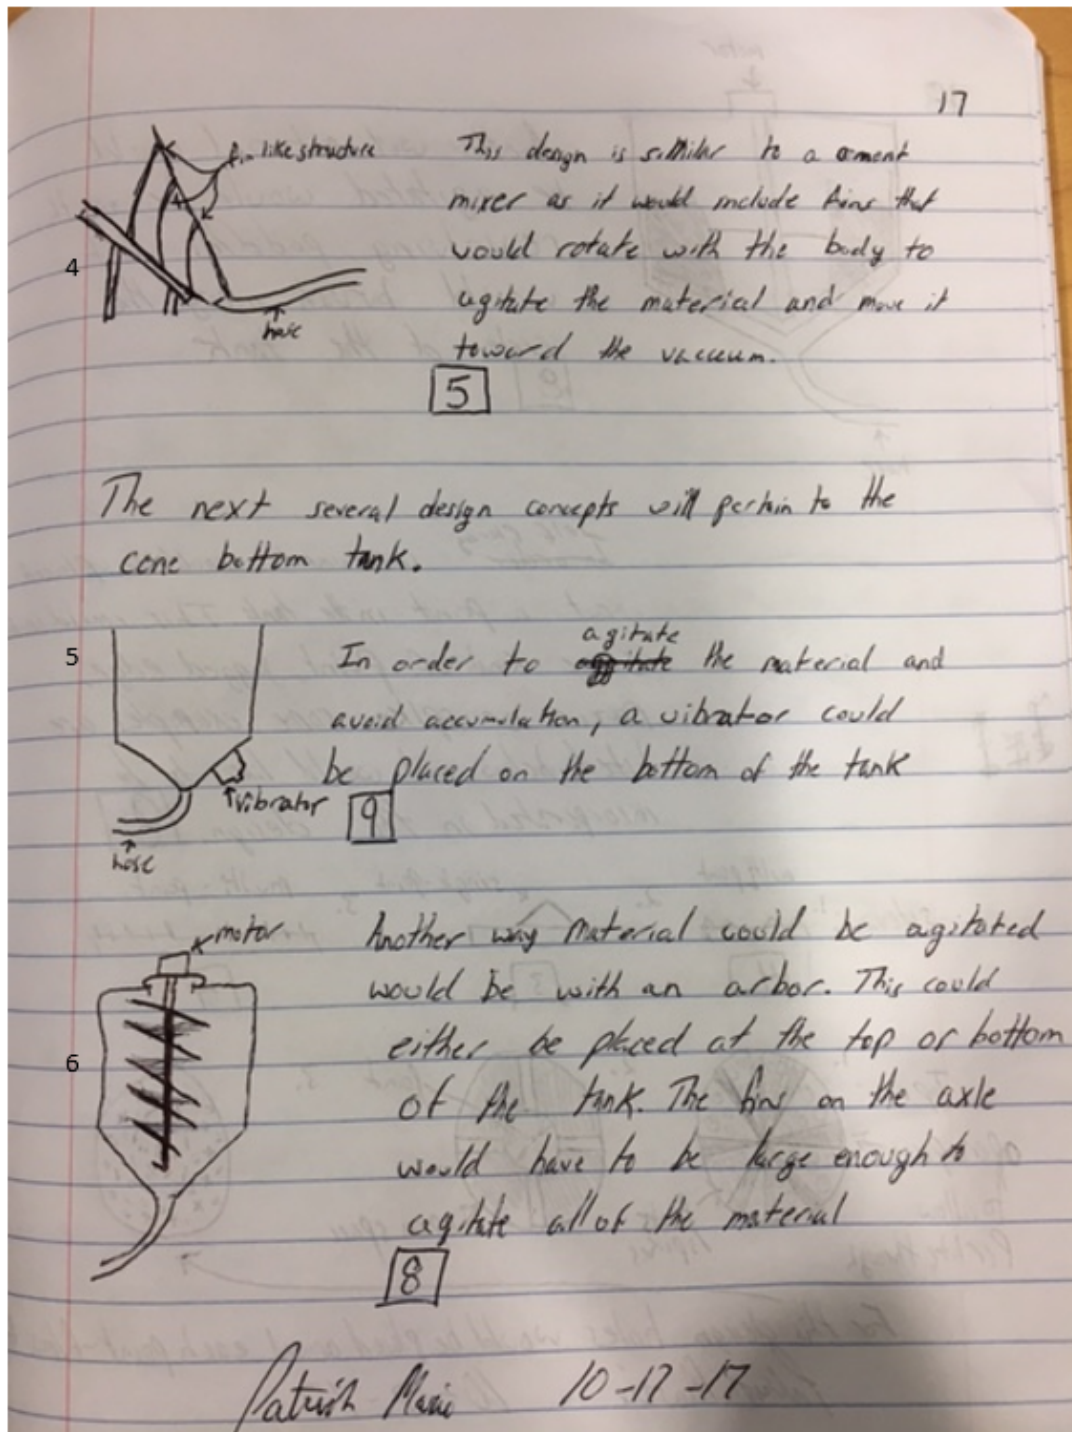 17
fin like structure
This design is sillilar to a cement
mixer as it would include fins that
4
would rotate with the body to
agitate the material and move it
hose
toward the vaccuum.
5
The next several design concepts will pertain to the
cone bottom tank.
agitate
5
In order to the material and
avoid accumulation, a vibrator could
be placed on the bottom of the tank
vibrator
9
hose
motor
Another way material could be agitated
would be with an arbor. This could
either be placed at the top or bottom
6
of the tank. The fins on the axle
would have to be large enough to
agitate all of the material
8
10-17-17